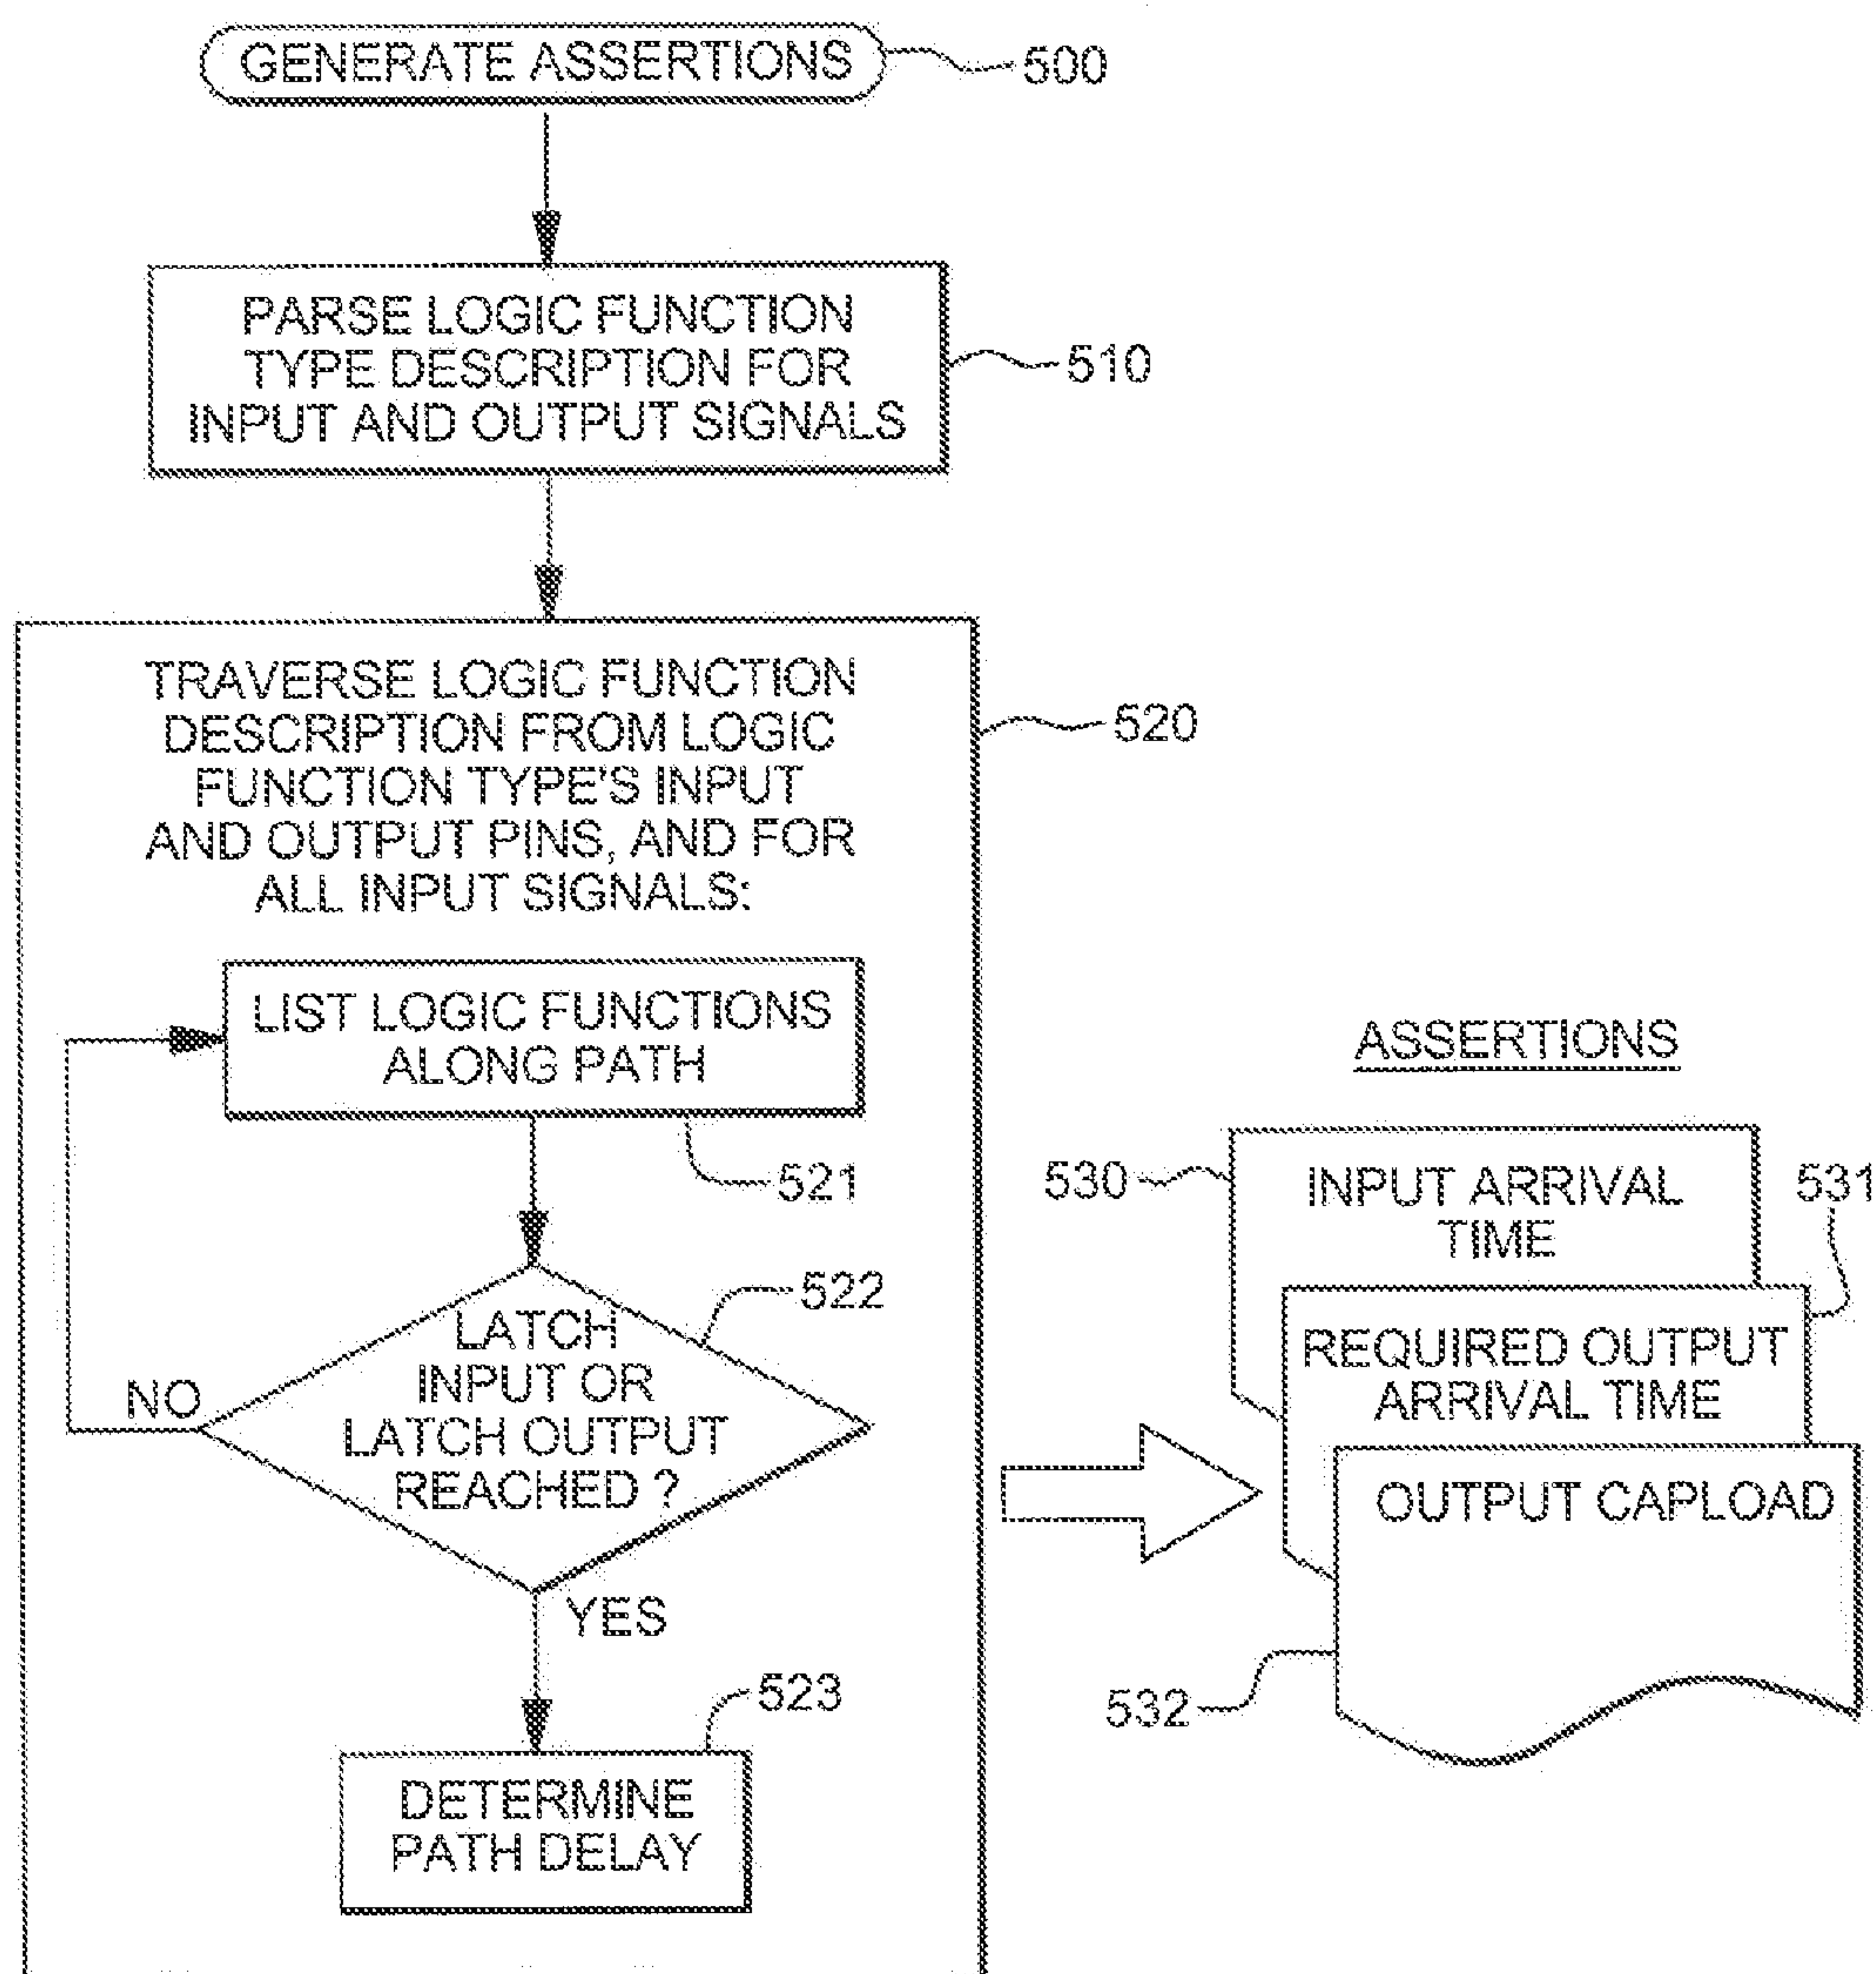 GENERATE ASSERTIONS
500
PARSE LOGIC FUNCTION
TYPE DESCRIPTION FOR
INPUT AND OUTPUT SIGNALS
510
TRAVERSE LOGIC FUNCTION
DESCRIPTION FROM LOGIC
FUNCTION TYPE'S INPUT
AND OUTPUT PINS, AND FOR
ALL INPUT SIGNALS:
520
LIST LOGIC FUNCTIONS
ALONG PATH
521
LATCH
INPUT OR
LATCH OUTPUT
REACHED ?
522
NO
YES
DETERMINE
PATH DELAY
523
ASSERTIONS
530
INPUT ARRIVAL
TIME
531
REQUIRED OUTPUT
ARRIVAL TIME
OUTPUT CAPLOAD
532